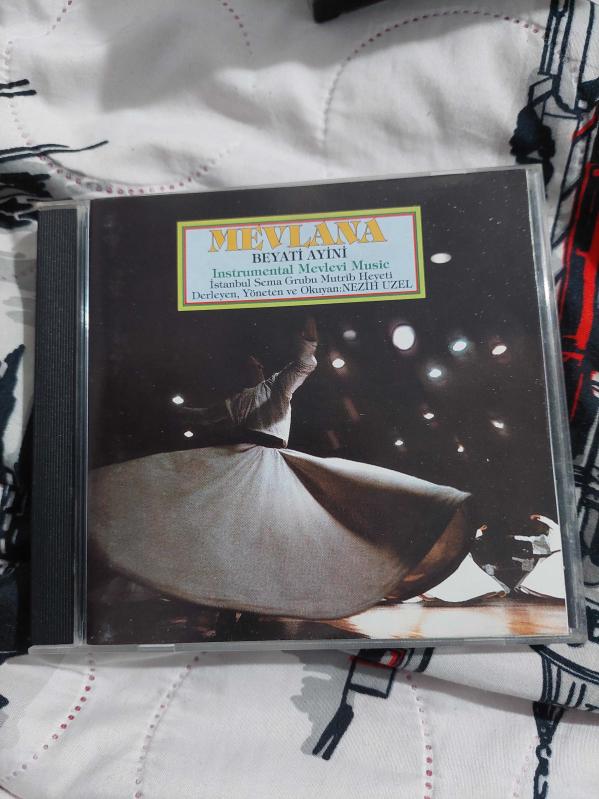 MEVLANA
BEYATİ AYİNİ
Instrumental Mevlevi Music
İstanbul Sema Grubu Mutrib Heyeti
Derleyen, Yöneten ve Okuyan:NEZİH UZEL